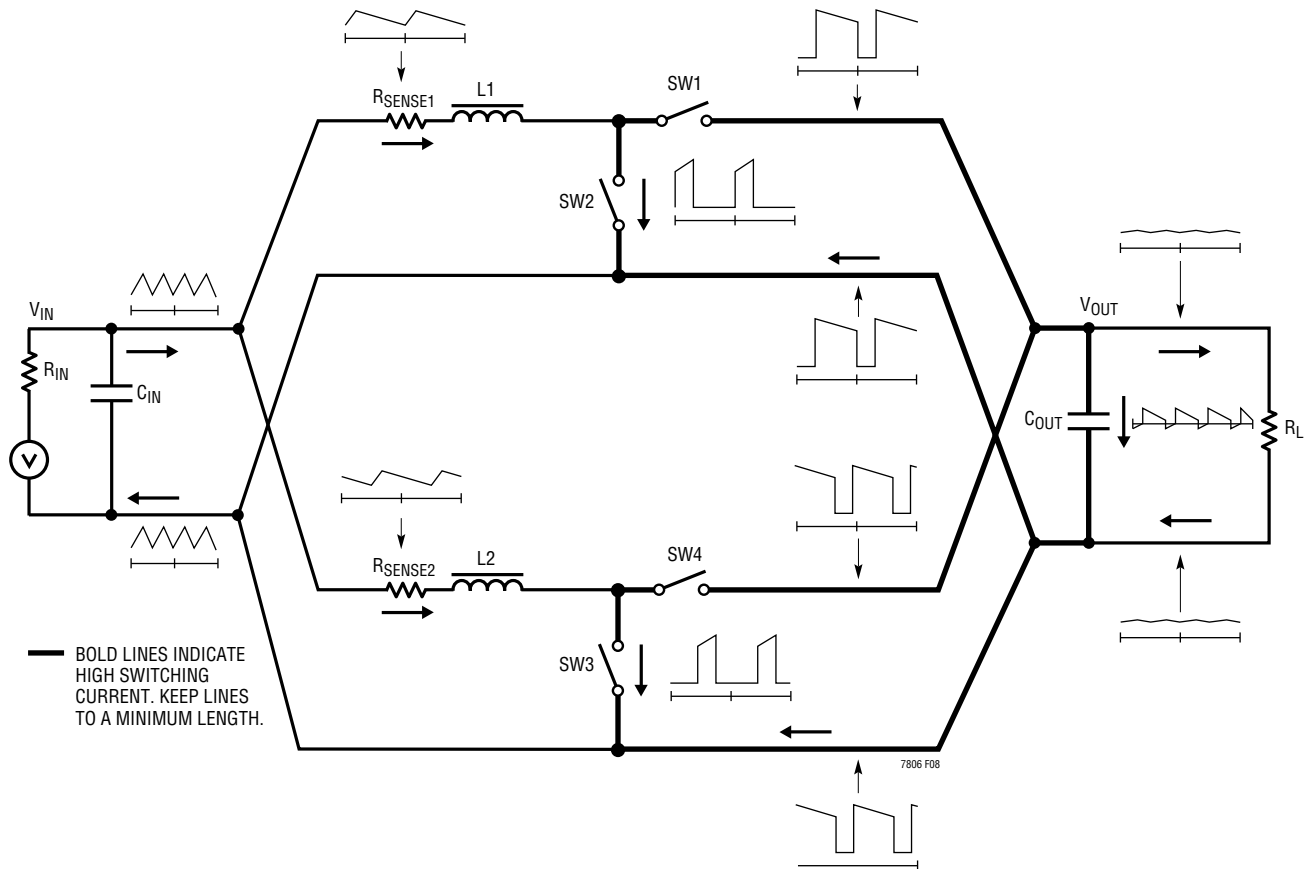 RSENSE1
L1
SW1
SW2
VIN
RIN
CIN
V
VOUT
COUT
RL
RSENSE2
L2
SW4
SW3
BOLD LINES INDICATE
HIGH SWITCHING
CURRENT. KEEP LINES
TO A MINIMUM LENGTH.
7806 F08